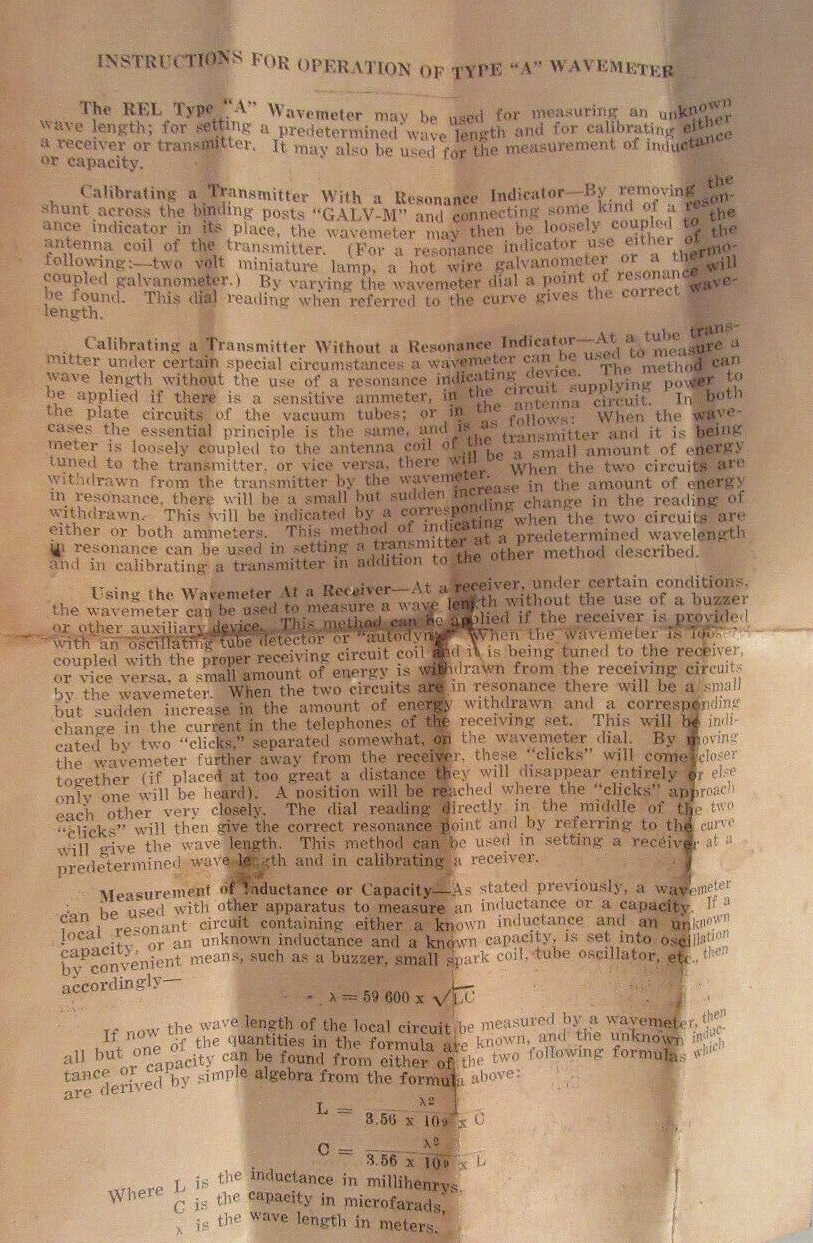 INSTRUCTIONS FOR OPERATION OF TYPE "A" WAVEMETER
The REL Type "A" Wavemeter may be used for measuring an unknown
wave length; for setting a predetermined wave length and for calibrating either
a receiver or transmitter. It may also be used for the measurement of inductance
or capacity.
Calibrating a Transmitter With a Resonance Indicator—By removing the
shunt across the binding posts "GALV-M" and connecting some kind of a reson-
ance indicator in its place, the wavemeter may then be loosely coupled to the
antenna coil of the transmitter. (For a resonance indicator use either of the
following:—two volt miniature lamp, a hot wire galvanometer or a thermo-
coupled galvanometer.) By varying the wavemeter dial a point of resonance will
be found. This dial reading when referred to the curve gives the correct wave-
length.
Calibrating a Transmitter Without a Resonance Indicator—At a tube trans-
mitter under certain special circumstances a wavemeter can be used to measure a
wave length without the use of a resonance indicating device. The method can
be applied if there is a sensitive ammeter, in the circuit supplying power to
the plate circuits of the vacuum tubes; or in the antenna circuit. In both
cases the essential principle is the same, and is as follows: When the wave-
meter is loosely coupled to the antenna coil of the transmitter and it is being
tuned to the transmitter, or vice versa, there will be a small amount of energy
withdrawn from the transmitter by the wavemeter. When the two circuits are
in resonance, there will be a small but sudden increase in the amount of energy
withdrawn. This will be indicated by a corresponding change in the reading of
either or both ammeters. This method of indicating when the two circuits are
in resonance can be used in setting a transmitter at a predetermined wavelength
and in calibrating a transmitter in addition to the other method described.
Using the Wavemeter At a Receiver—At a receiver, under certain conditions,
the wavemeter can be used to measure a wave length without the use of a buzzer
or other auxiliary device. This method can be applied if the receiver is provided
with an oscillating tube detector or "autodyne." When the wavemeter is loosely
coupled with the proper receiving circuit coil and it is being tuned to the receiver,
or vice versa, a small amount of energy is withdrawn from the receiving circuits
by the wavemeter. When the two circuits are in resonance there will be a small
but sudden increase in the amount of energy withdrawn and a corresponding
change in the current in the telephones of the receiving set. This will be indi-
cated by two "clicks," separated somewhat, on the wavemeter dial. By moving
the wavemeter further away from the receiver, these "clicks" will come closer
together (if placed at too great a distance they will disappear entirely or else
only one will be heard). A position will be reached where the "clicks" approach
each other very closely. The dial reading directly in the middle of the two
"clicks" will then give the correct resonance point and by referring to the curve
will give the wave length. This method can be used in setting a receiver at a
predetermined wave length and in calibrating a receiver.
Measurement of Inductance or Capacity—As stated previously, a wavemeter
can be used with other apparatus to measure an inductance or a capacity. If a
local resonant circuit containing either a known inductance and an unknown
capacity, or an unknown inductance and a known capacity, is set into oscillation
by convenient means, such as a buzzer, small spark coil, tube oscillator, etc., then
accordingly—
λ = 59 600 x √LC
If now the wave length of the local circuit be measured by a wavemeter, then
all but one of the quantities in the formula are known, and the unknown induc-
tance or capacity can be found from either of the two following formulas which
are derived by simple algebra from the formula above:
L = λ² / 3.56 x 10⁹ x C
C = λ² / 3.56 x 10⁹ x L
Where L is the inductance in millihenrys,
C is the capacity in microfarads,
λ is the wave length in meters.